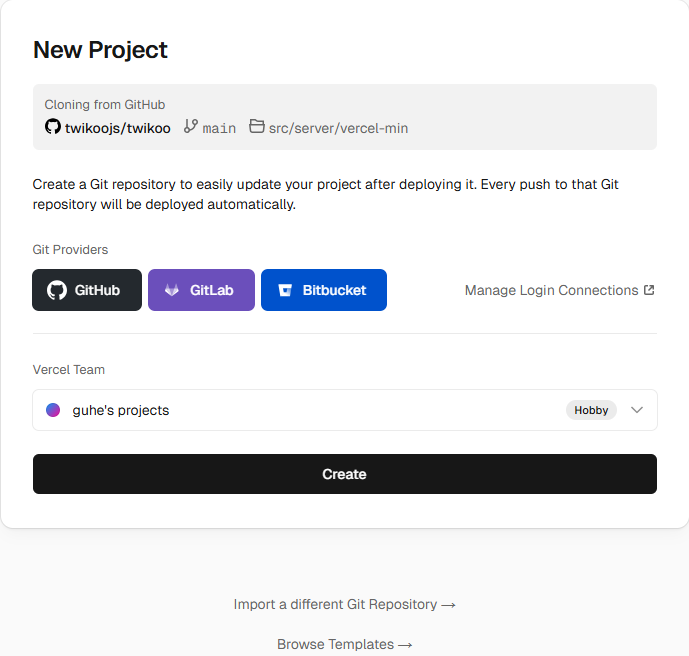 New Project
Cloning from GitHub
twikoojs/twikoo main src/server/vercel-min
Create a Git repository to easily update your project after deploying it. Every push to that Git
repository will be deployed automatically.
Git Providers
GitHub GitLab Bitbucket Manage Login Connections
Vercel Team
guhe's projects Hobby
Create
Import a different Git Repository →
Browse Templates →